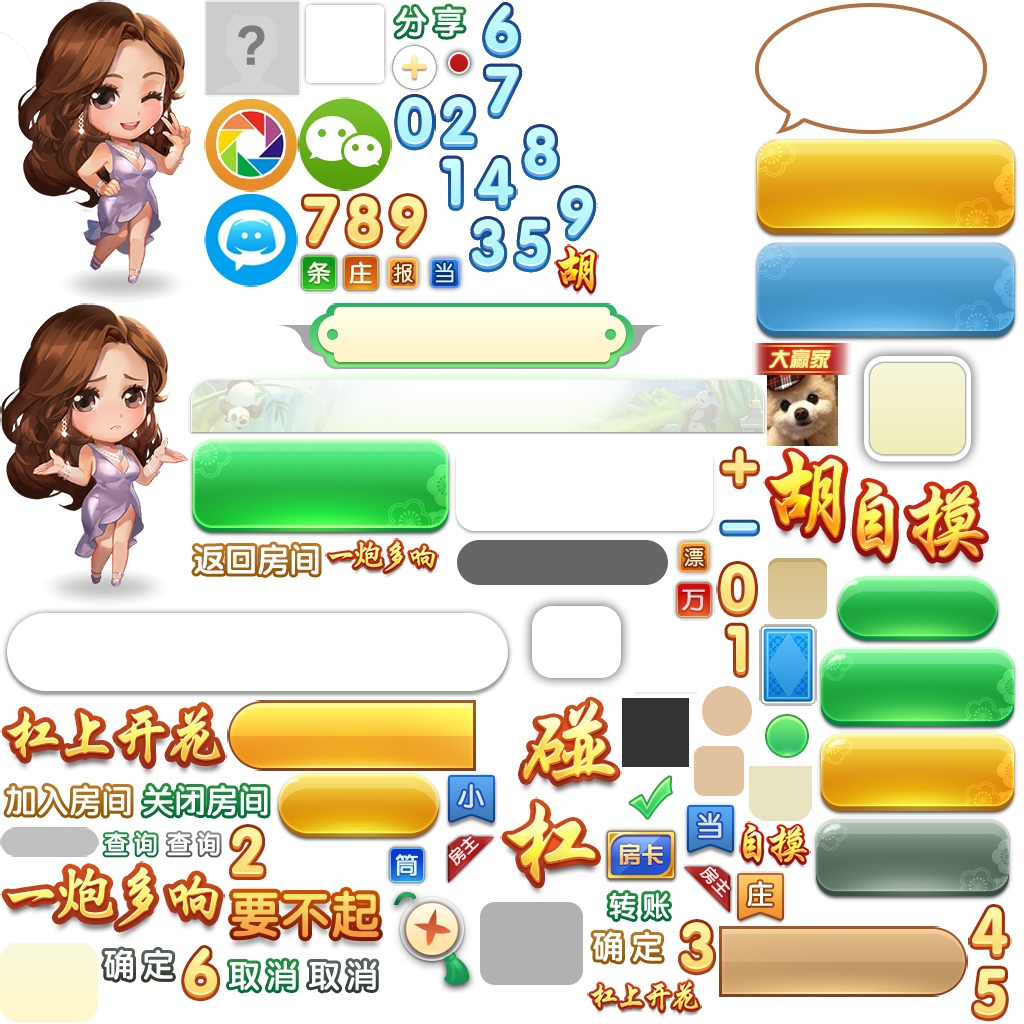 ?
分享
6
7
02
8
14
9
789
35
条
庄
报
当
胡
大赢家
+
胡
自摸
返回房间
一炮多响
漂
万
0
1
杠上开花
碰
加入房间
关闭房间
小
查询
查询
2
筒
房主
杠
房卡
当
自摸
房主
庄
一炮多响
要不起
转账
确定
6
取消
取消
确定
3
杠上开花
4
5